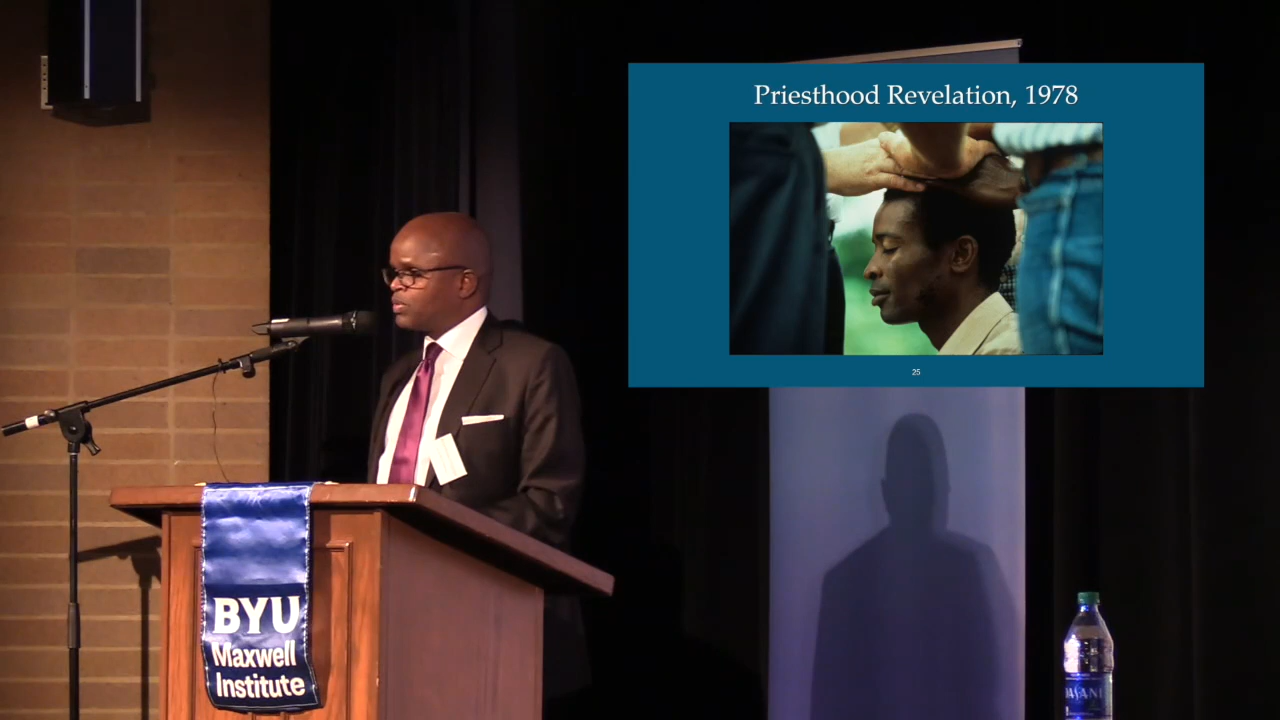 Priesthood Revelation, 1978
25
BYU
Maxwell
Institute
DASANI